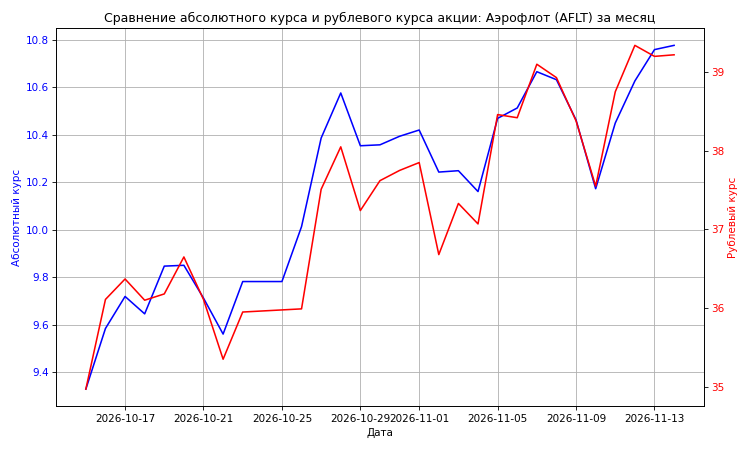 Сравнение абсолютного курса и рублевого курса акции: Аэрофлот (AFLT) за месяц
10.8
10.6
10.4
10.2
10.0
9.8
9.6
9.4
Абсолютный курс
39
38
37
36
35
Рублевый курс
2026-10-17 2026-10-21 2026-10-25 2026-10-29 2026-11-01 2026-11-05 2026-11-09 2026-11-13
Дата